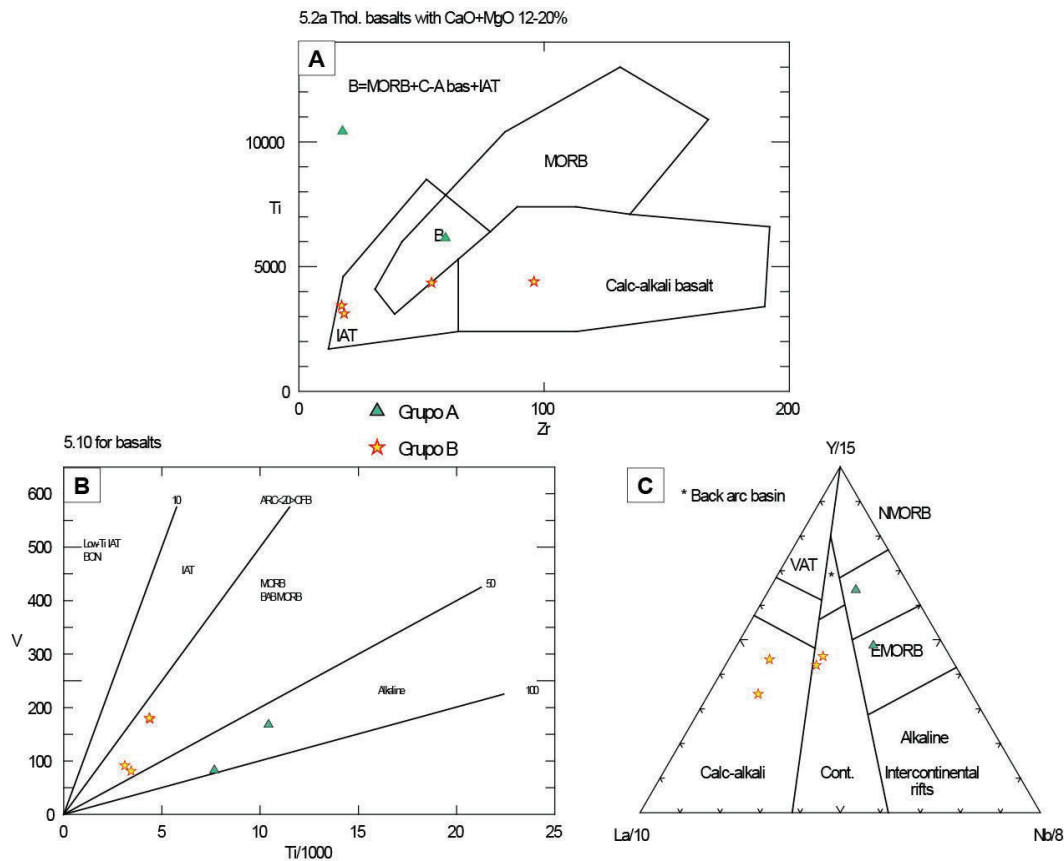 5.2a Thol. basalts with CaO+MgO 12-20%
A
B=MORB+C-A bas+IAT
10000
MORB
Ti
B
5000
Calc-alkali basalt
IAT
0
0
100
200
Zr
Grupo A
Grupo B
5.10 for basalts
B
600
10
ARC<20>OFB
500
Low-Ti IAT
BON
IAT
MORB
BAB MORB
400
50
V
300
200
Alkaline
100
100
0
0
5
10
15
20
25
Ti/1000
Y/15
C
* Back arc basin
NMORB
VAT
*
EMORB
Alkaline
Calc-alkali
Cont.
Intercontinental
rifts
La/10
Nb/8